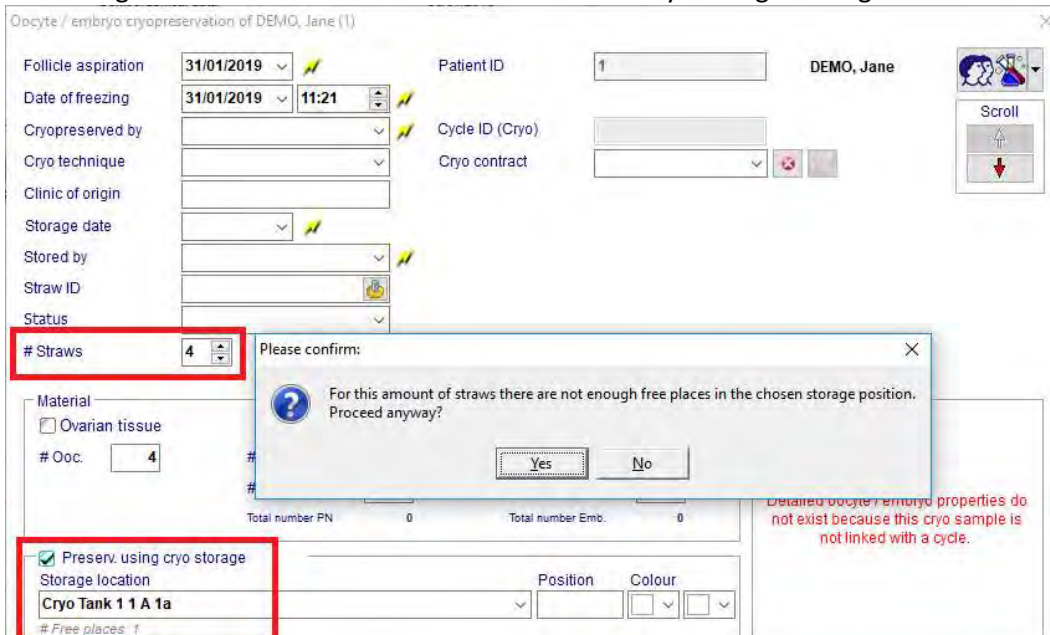 Oocyte / embryo cryopreservation of DEMO, Jane (1)
Follicle aspiration 31/01/2019 Patient ID 1 DEMO, Jane
Date of freezing 31/01/2019 11:21
Scroll
Cryopreserved by Cycle ID (Cryo)
Cryo technique Cryo contract
Clinic of origin
Storage date
Stored by
Straw ID
Status
# Straws 4
Please confirm:
For this amount of straws there are not enough free places in the chosen storage position.
Proceed anyway?
Yes No
Material
Ovarian tissue
# Ooc. 4 #
#
Total number PN 0 Total number Emb. 0
Detailed oocyte / embryo properties do
not exist because this cryo sample is
not linked with a cycle.
Preserv. using cryo storage
Storage location Position Colour
Cryo Tank 1 1 A 1a
# Free places 1